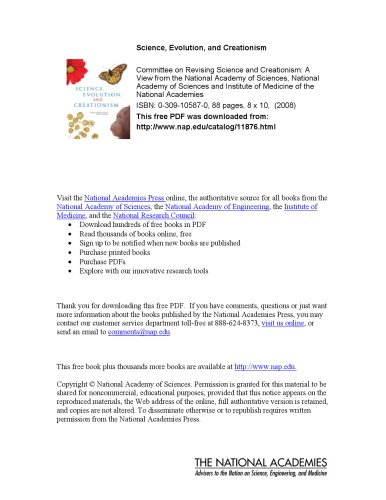 Science, Evolution, and Creationism
Committee on Revising Science and Creationism: A
View from the National Academy of Sciences, National
Academy of Sciences and Institute of Medicine of the
National Academies
ISBN: 0-309-10587-0, 88 pages, 8 x 10, (2008)
This free PDF was downloaded from:
http://www.nap.edu/catalog/11876.html
SCIENCE,
EVOLUTION,
AND
CREATIONISM
Visit the National Academies Press online, the authoritative source for all books from the
National Academy of Sciences, the National Academy of Engineering, the Institute of
Medicine, and the National Research Council:
• Download hundreds of free books in PDF
• Read thousands of books online, free
• Sign up to be notified when new books are published
• Purchase printed books
• Purchase PDFs
• Explore with our innovative research tools
Thank you for downloading this free PDF. If you have comments, questions or just want
more information about the books published by the National Academies Press, you may
contact our customer service department toll-free at 888-624-8373, visit us online, or
send an email to comments@nap.edu.
This free book plus thousands more books are available at http://www.nap.edu.
Copyright © National Academy of Sciences. Permission is granted for this material to be
shared for noncommercial, educational purposes, provided that this notice appears on the
reproduced materials, the Web address of the online, full authoritative version is retained,
and copies are not altered. To disseminate otherwise or to republish requires written
permission from the National Academies Press.
THE NATIONAL ACADEMIES
Advisers to the Nation on Science, Engineering, and Medicine